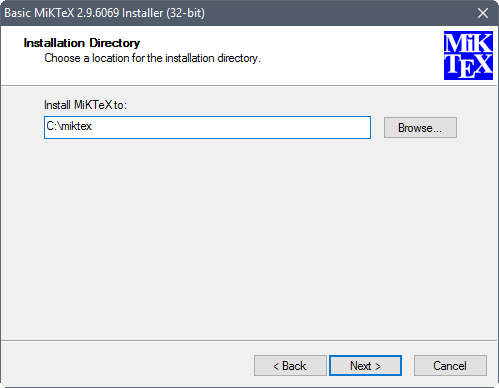 Basic MiKTeX 2.9.6069 Installer (32-bit)
Installation Directory
Choose a location for the installation directory.
MiK
TEX
Install MiKTeX to:
C:\miktex
Browse...
< Back
Next >
Cancel